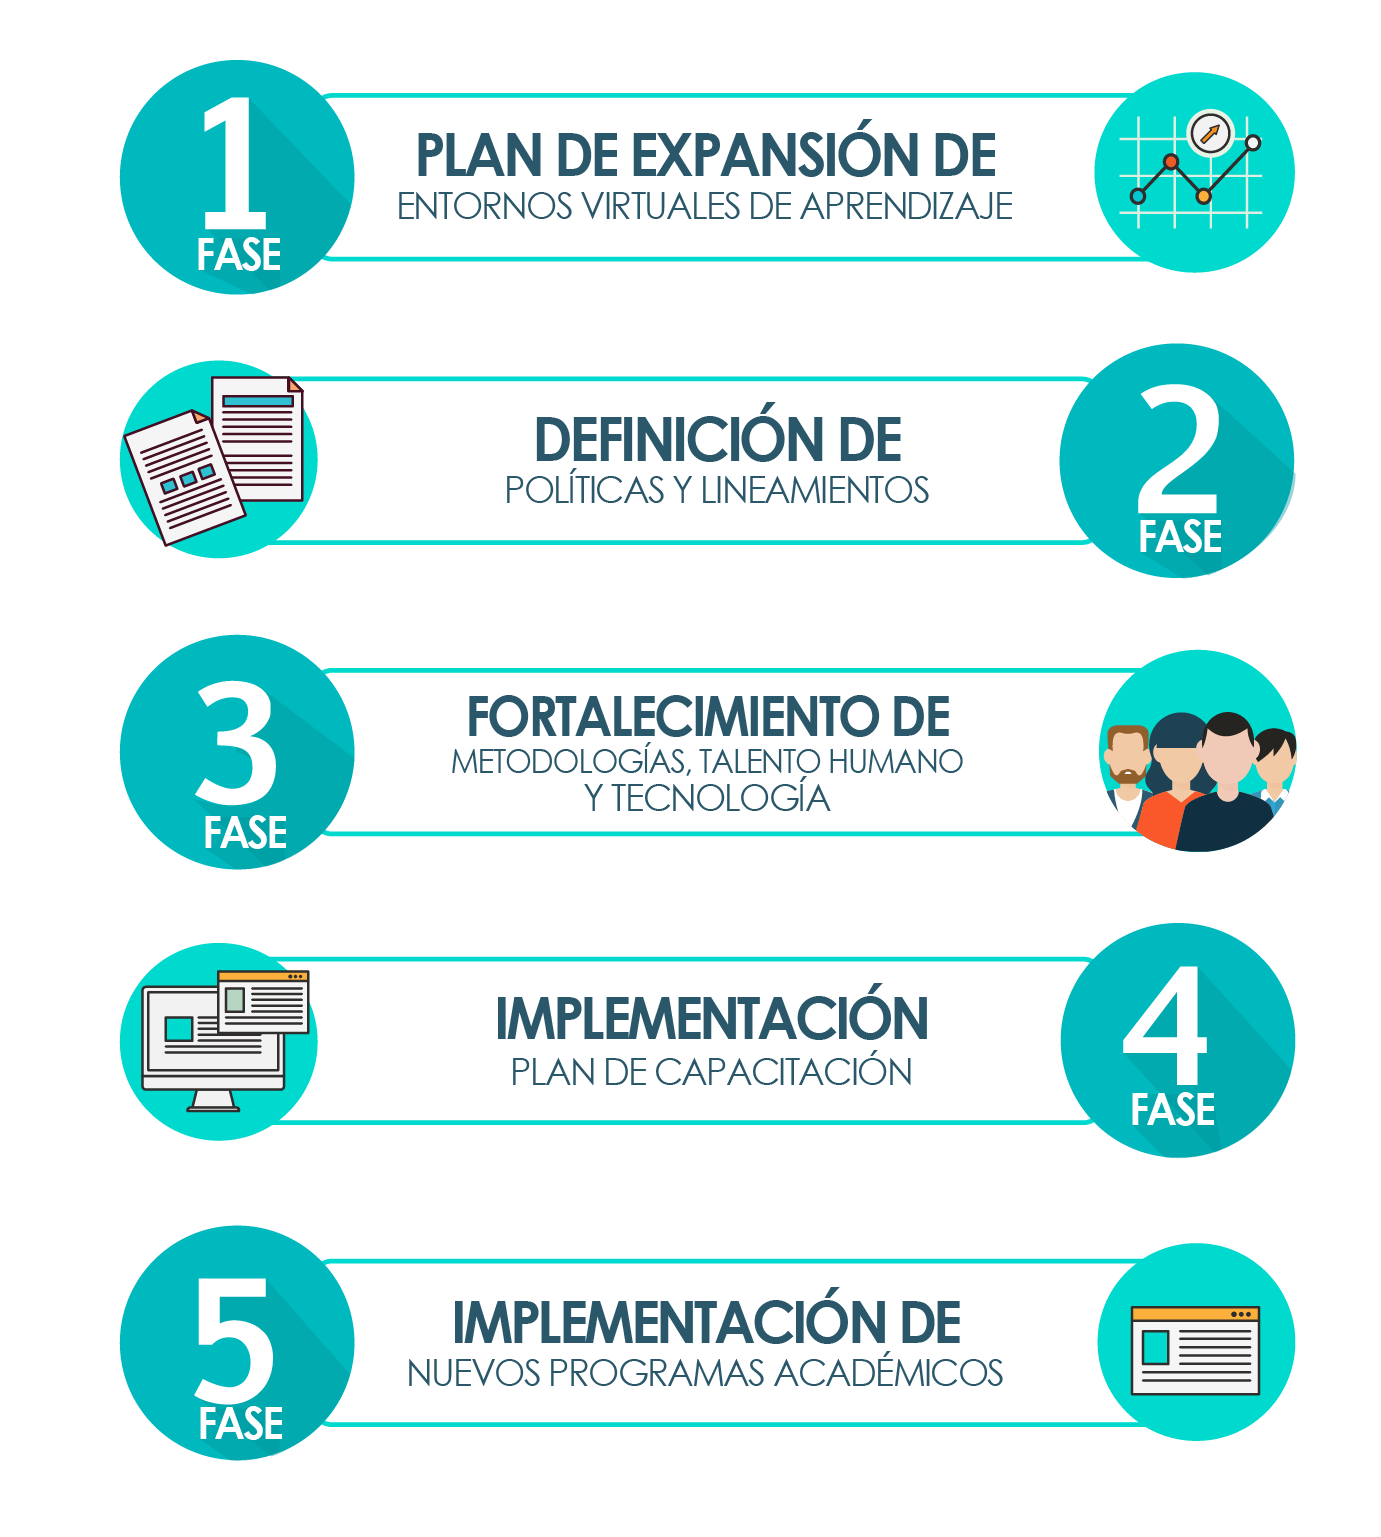 1
FASE
PLAN DE EXPANSIÓN DE
ENTORNOS VIRTUALES DE APRENDIZAJE
DEFINICIÓN DE
POLÍTICAS Y LINEAMIENTOS
2
FASE
3
FASE
FORTALECIMIENTO DE
METODOLOGÍAS, TALENTO HUMANO
Y TECNOLOGÍA
IMPLEMENTACIÓN
PLAN DE CAPACITACIÓN
4
FASE
5
FASE
IMPLEMENTACIÓN DE
NUEVOS PROGRAMAS ACADÉMICOS